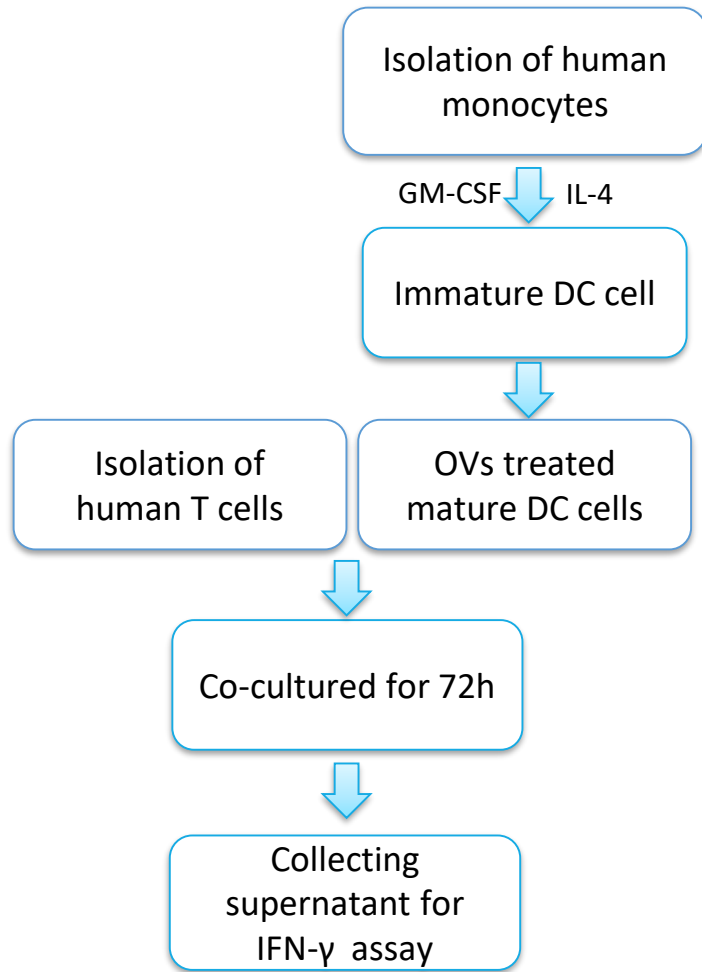 Isolation of human
monocytes
GM-CSF IL-4
Immature DC cell
Isolation of
human T cells
OVs treated
mature DC cells
Co-cultured for 72h
Collecting
supernatant for
IFN-γ assay